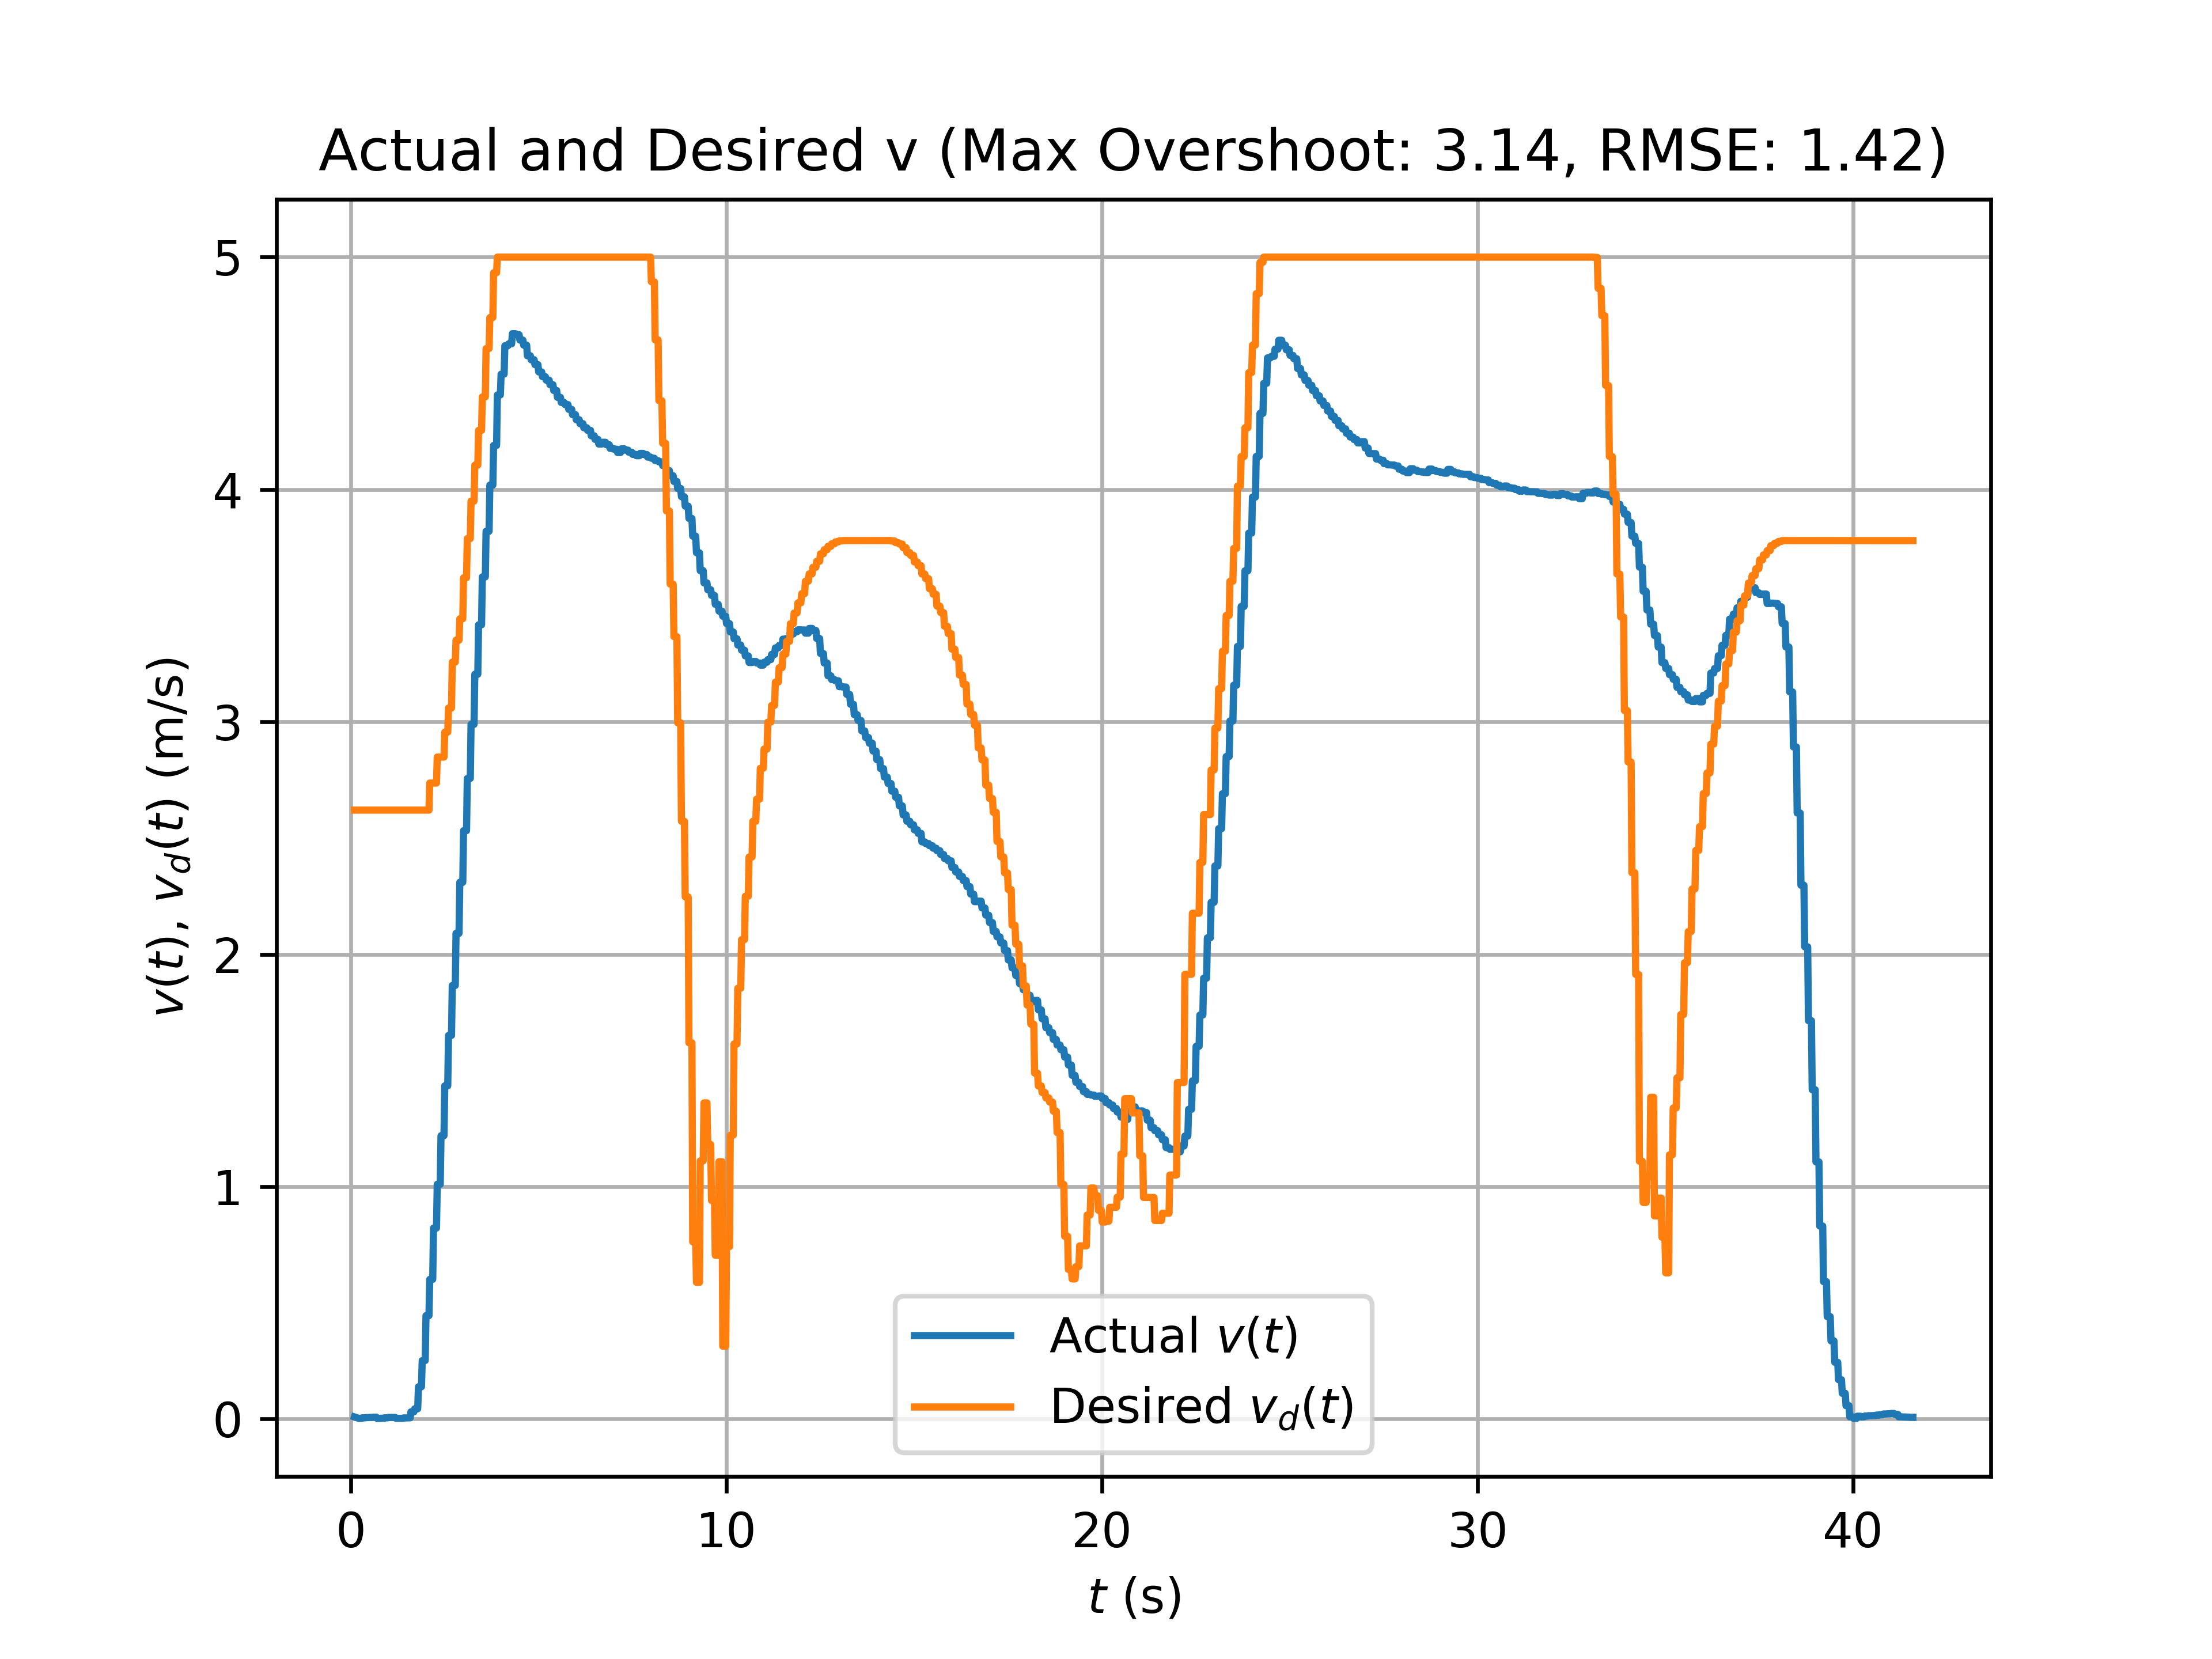 Actual and Desired v (Max Overshoot: 3.14, RMSE: 1.42)
5
4
3
2
1
0
v(t), v_d(t) (m/s)
Actual v(t)
Desired v_d(t)
0 10 20 30 40
t (s)